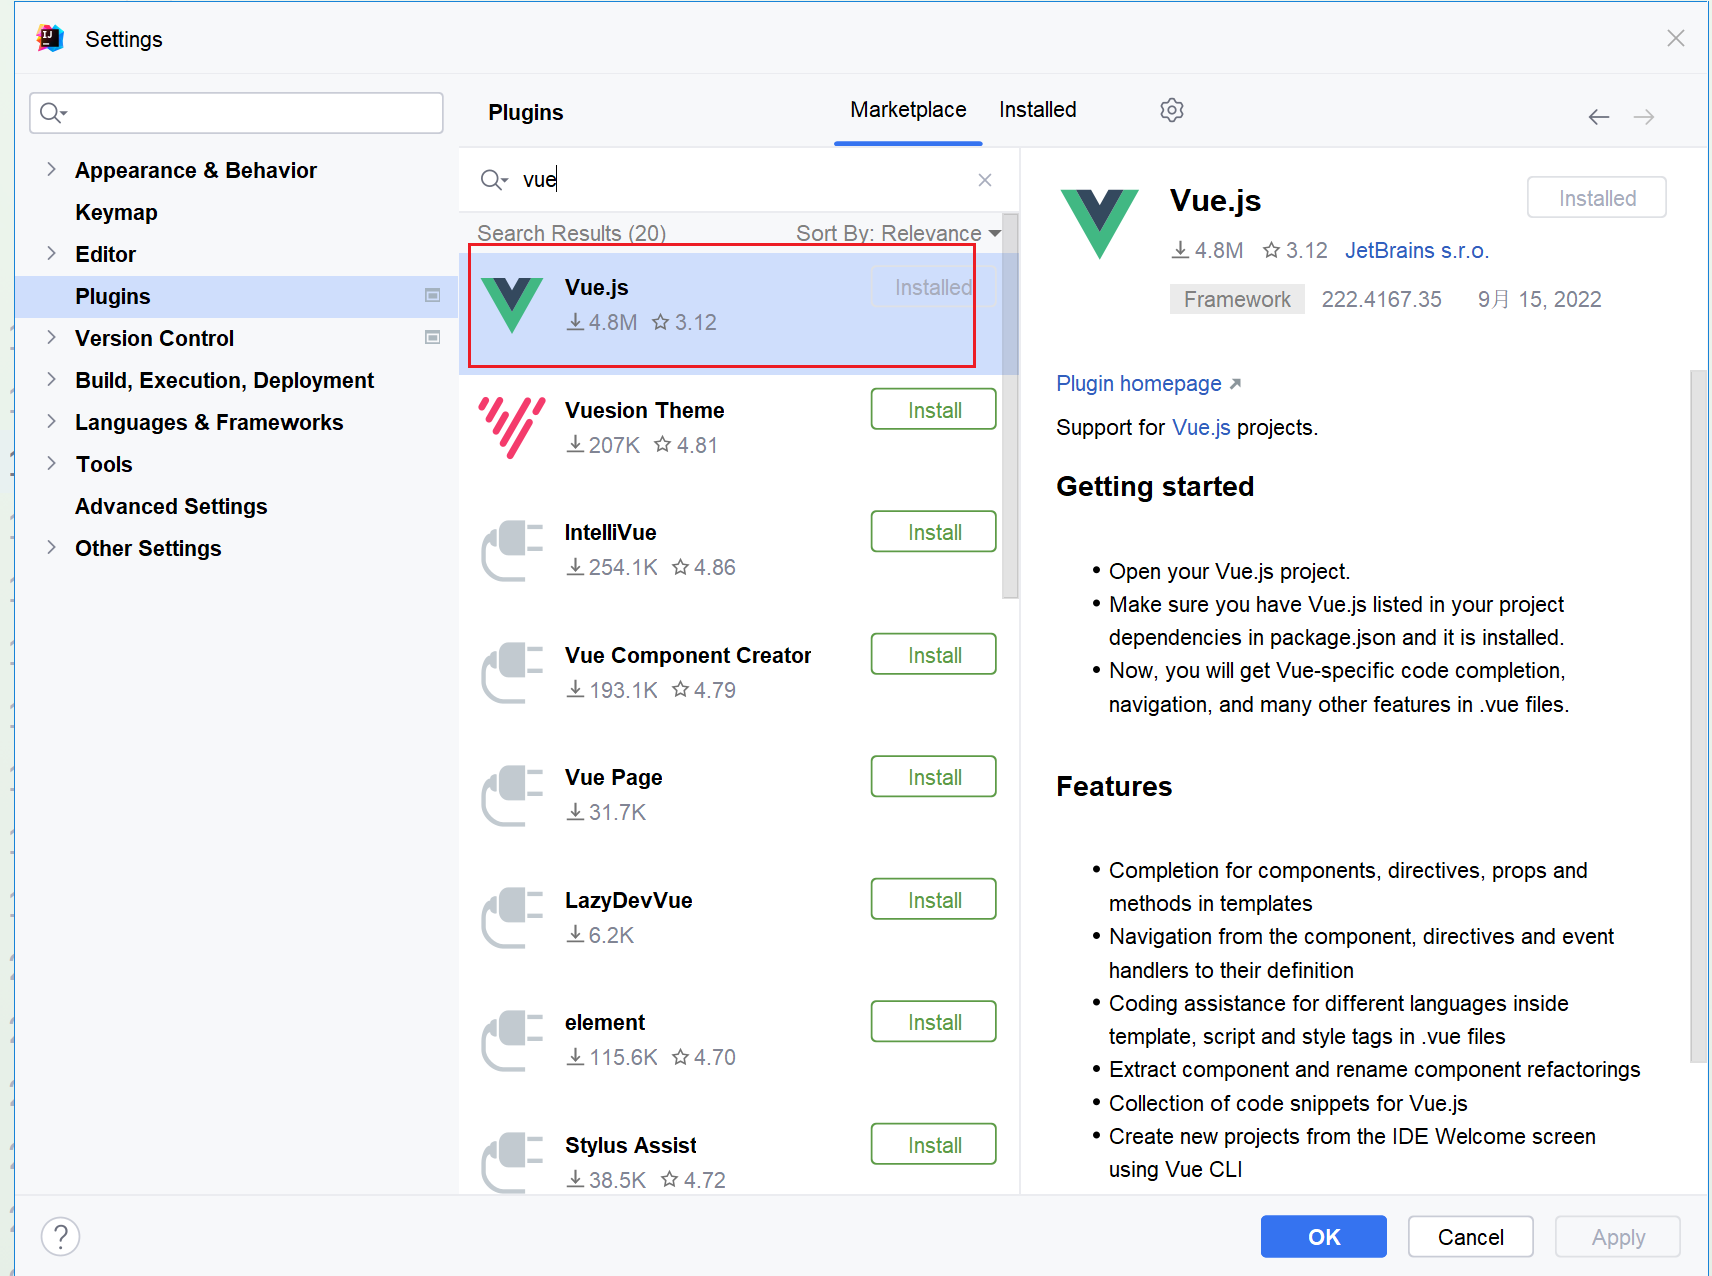 Settings
Plugins
Marketplace
Installed
Appearance & Behavior
Keymap
Editor
Plugins
Version Control
Build, Execution, Deployment
Languages & Frameworks
Tools
Advanced Settings
Other Settings
vue
Search Results (20)
Sort By: Relevance
Vue.js
Installed
4.8M
3.12
Vuesion Theme
Install
207K
4.81
IntelliVue
Install
254.1K
4.86
Vue Component Creator
Install
193.1K
4.79
Vue Page
Install
31.7K
LazyDevVue
Install
6.2K
element
Install
115.6K
4.70
Stylus Assist
Install
38.5K
4.72
Vue.js
Installed
4.8M
3.12
JetBrains s.r.o.
Framework
222.4167.35
9月 15, 2022
Plugin homepage
Support for Vue.js projects.
Getting started
• Open your Vue.js project.
• Make sure you have Vue.js listed in your project
dependencies in package.json and it is installed.
• Now, you will get Vue-specific code completion,
navigation, and many other features in .vue files.
Features
• Completion for components, directives, props and
methods in templates
• Navigation from the component, directives and event
handlers to their definition
• Coding assistance for different languages inside
template, script and style tags in .vue files
• Extract component and rename component refactorings
• Collection of code snippets for Vue.js
• Create new projects from the IDE Welcome screen
using Vue CLI
?
OK
Cancel
Apply